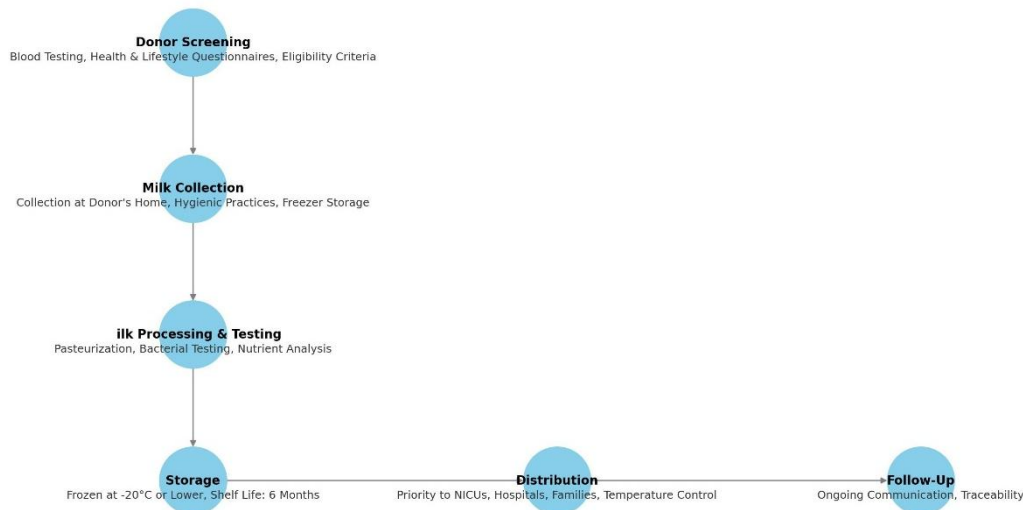 Donor Screening
Blood Testing, Health & Lifestyle Questionnaires, Eligibility Criteria
Milk Collection
Collection at Donor's Home, Hygienic Practices, Freezer Storage
ilk Processing & Testing
Pasteurization, Bacterial Testing, Nutrient Analysis
Storage
Frozen at -20°C or Lower, Shelf Life: 6 Months
Distribution
Priority to NICUs, Hospitals, Families, Temperature Control
Follow-Up
Ongoing Communication, Traceability